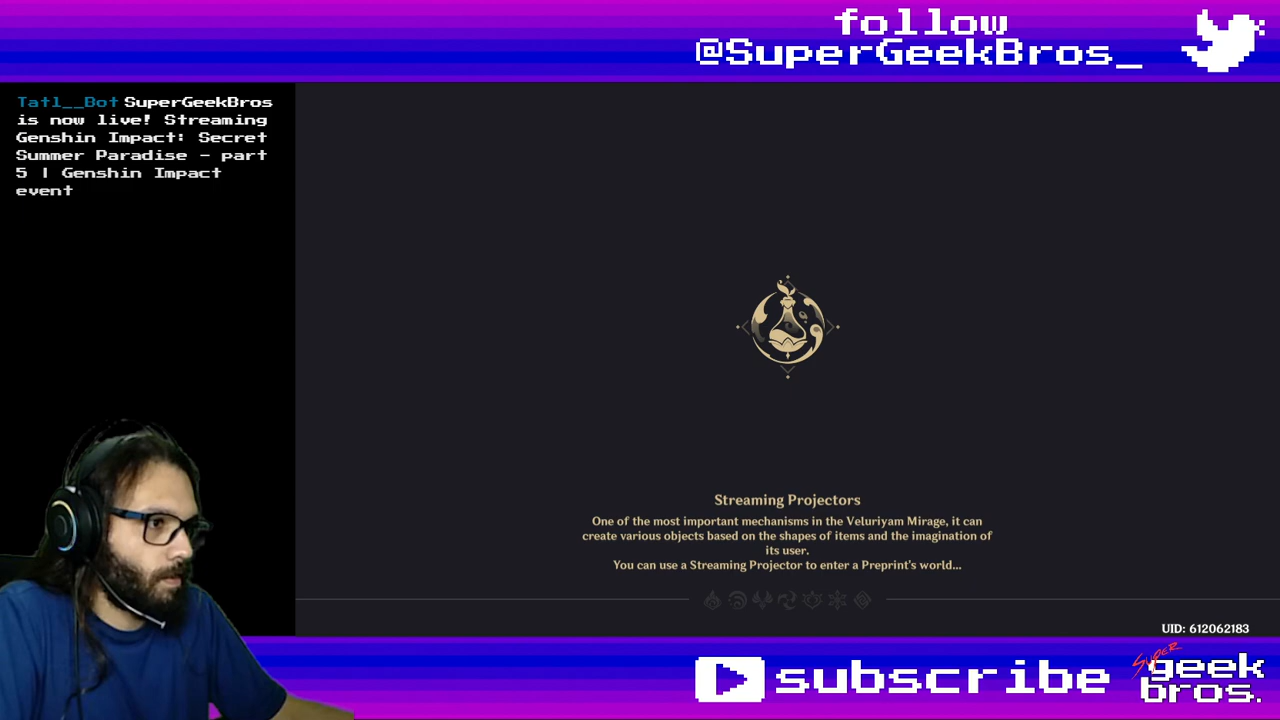 follow
@SuperGeekBros_
Tatl__Bot SuperGeekBros
is now live! Streaming
Genshin Impact: Secret
Summer Paradise - part
5 | Genshin Impact
event
Streaming Projectors
One of the most important mechanisms in the Veluriyam Mirage, it can
create various objects based on the shapes of items and the imagination of
its user.
You can use a Streaming Projector to enter a Preprint's world...
UID: 612062183
subscribe
SUPER
geek
bros.